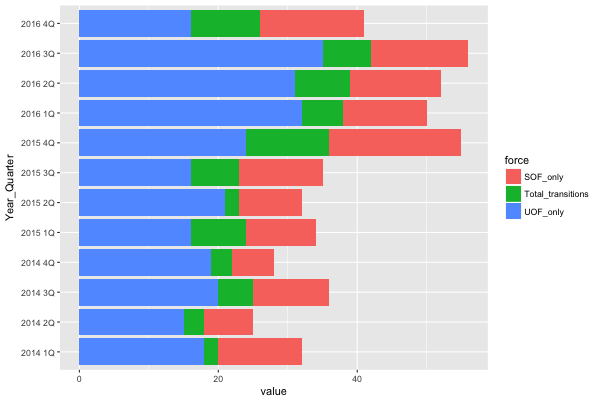 2016 4Q
2016 3Q
2016 2Q
2016 1Q
2015 4Q
2015 3Q
2015 2Q
2015 1Q
2014 4Q
2014 3Q
2014 2Q
2014 1Q
Year_Quarter
0 20 40
value
force
SOF_only
Total_transitions
UOF_only